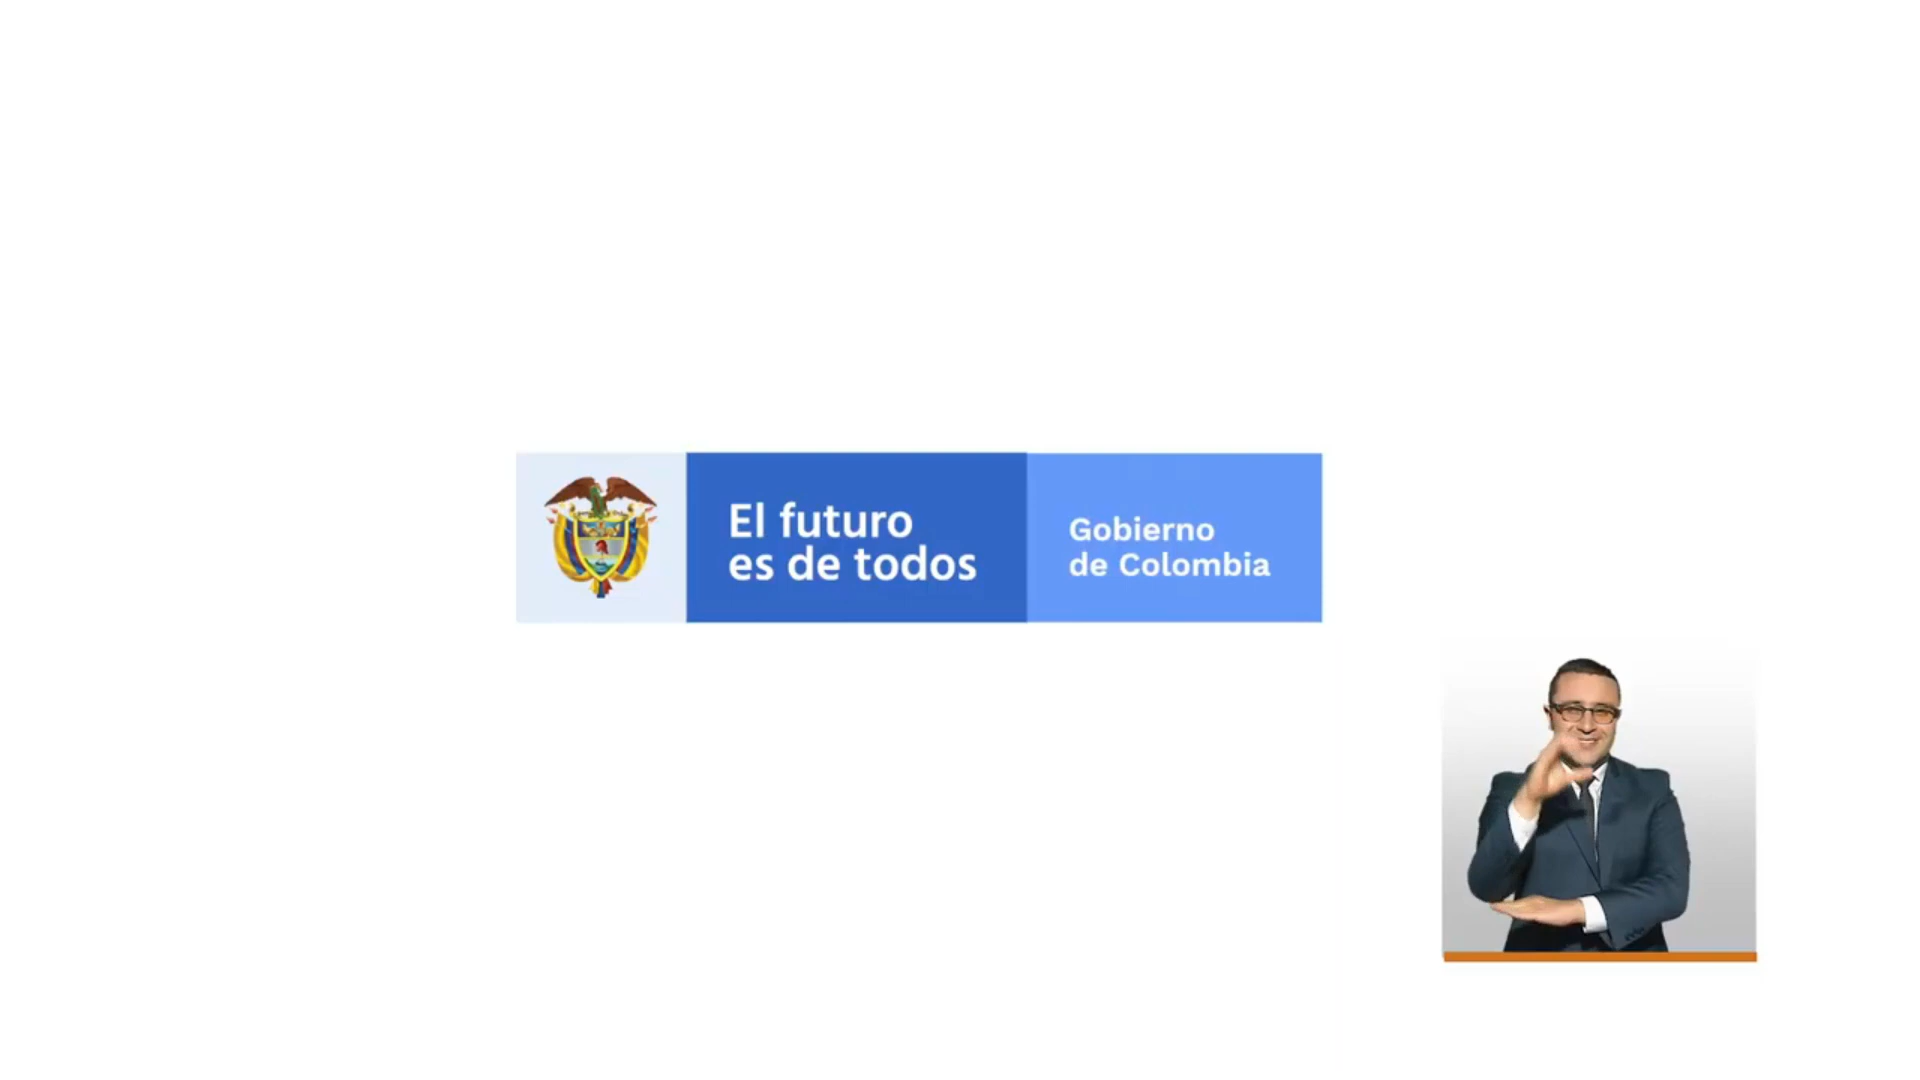 El futuro
es de todos
Gobierno
de Colombia